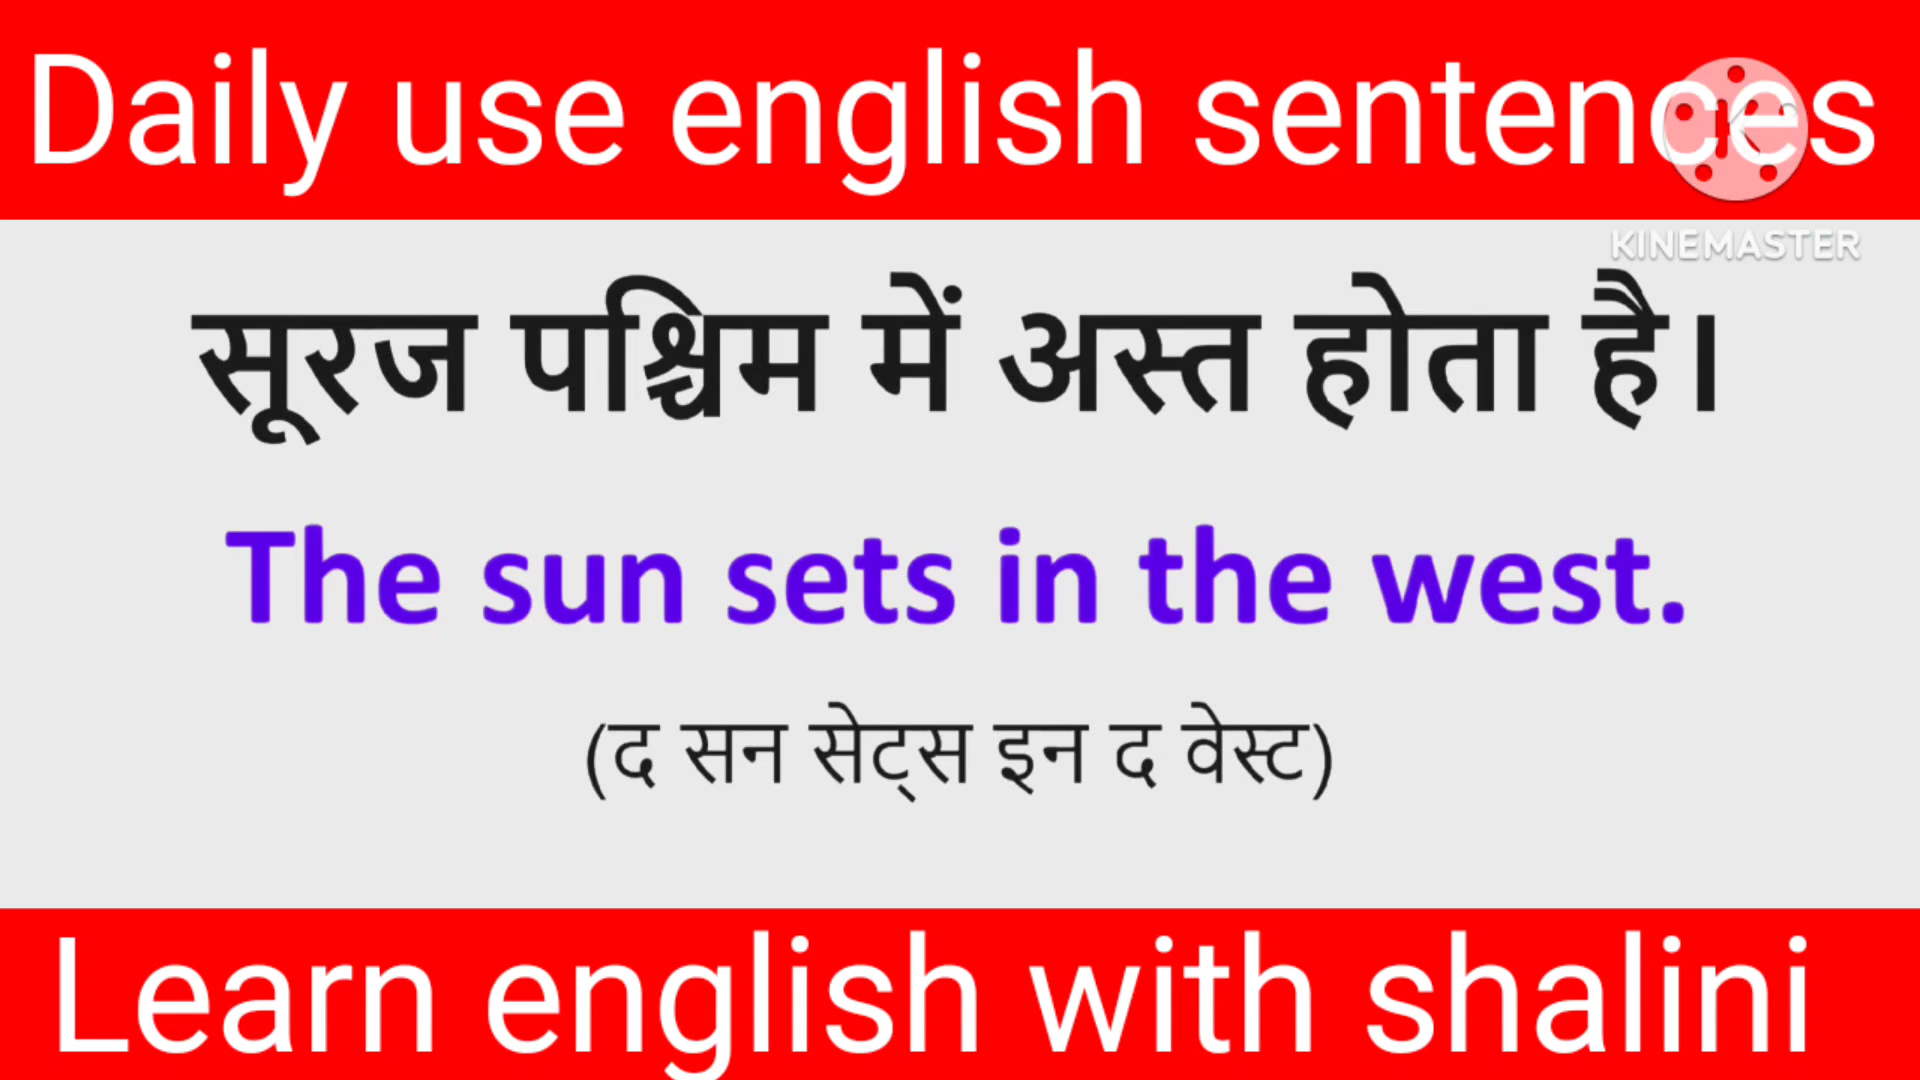 Daily use english sentences
KINEMASTER
सूरज पश्चिम में अस्त होता है।
The sun sets in the west.
(द सन सेट्स इन द वेस्ट)
Learn english with shalini